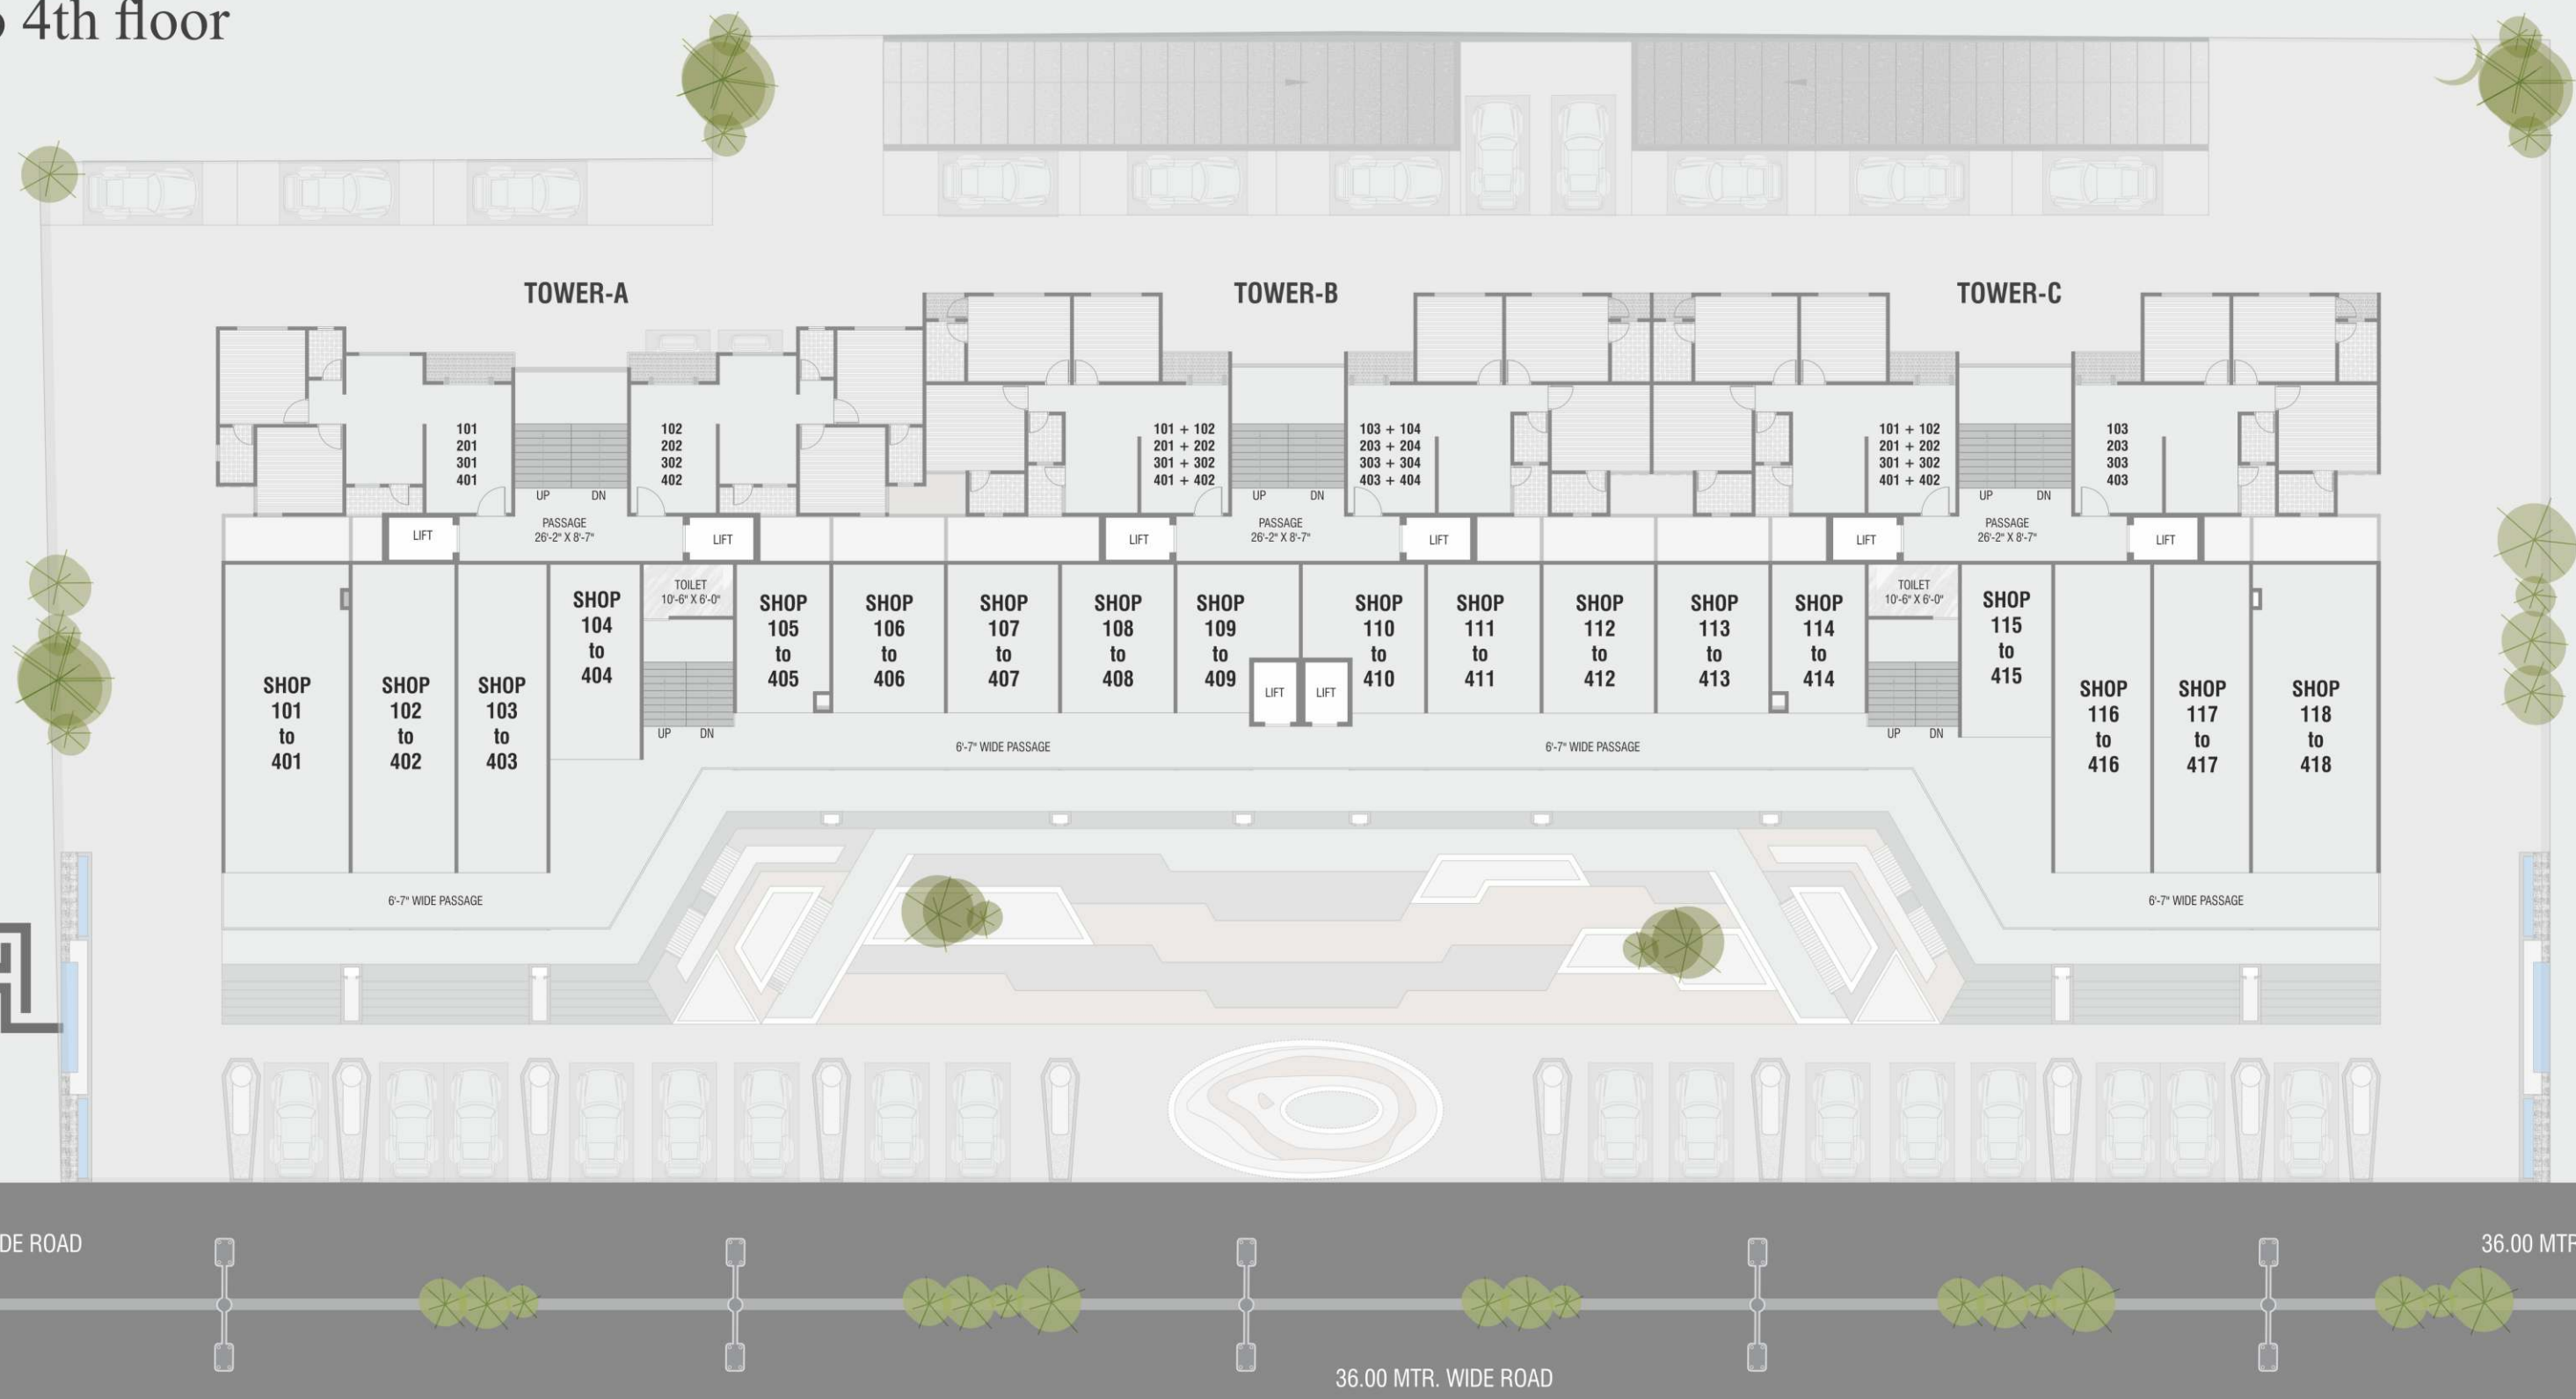 4th floor
TOWER-A
TOWER-B
TOWER-C
101
201
301
401
102
202
302
402
101 + 102
201 + 202
301 + 302
401 + 402
103 + 104
203 + 204
303 + 304
403 + 404
101 + 102
201 + 202
301 + 302
401 + 402
103
203
303
403
UP DN
UP DN
UP DN
LIFT
PASSAGE
26'-2" X 8'-7"
LIFT
LIFT
PASSAGE
26'-2" X 8'-7"
LIFT
LIFT
PASSAGE
26'-2" X 8'-7"
LIFT
SHOP
101
to
401
SHOP
102
to
402
SHOP
103
to
403
SHOP
104
to
404
TOILET
10'-6" X 6'-0"
UP DN
SHOP
105
to
405
SHOP
106
to
406
SHOP
107
to
407
SHOP
108
to
408
SHOP
109
to
409
LIFT
LIFT
SHOP
110
to
410
SHOP
111
to
411
SHOP
112
to
412
SHOP
113
to
413
SHOP
114
to
414
TOILET
10'-6" X 6'-0"
UP DN
SHOP
115
to
415
SHOP
116
to
416
SHOP
117
to
417
SHOP
118
to
418
6'-7" WIDE PASSAGE
6'-7" WIDE PASSAGE
6'-7" WIDE PASSAGE
6'-7" WIDE PASSAGE
DE ROAD
36.00 MTR
36.00 MTR. WIDE ROAD